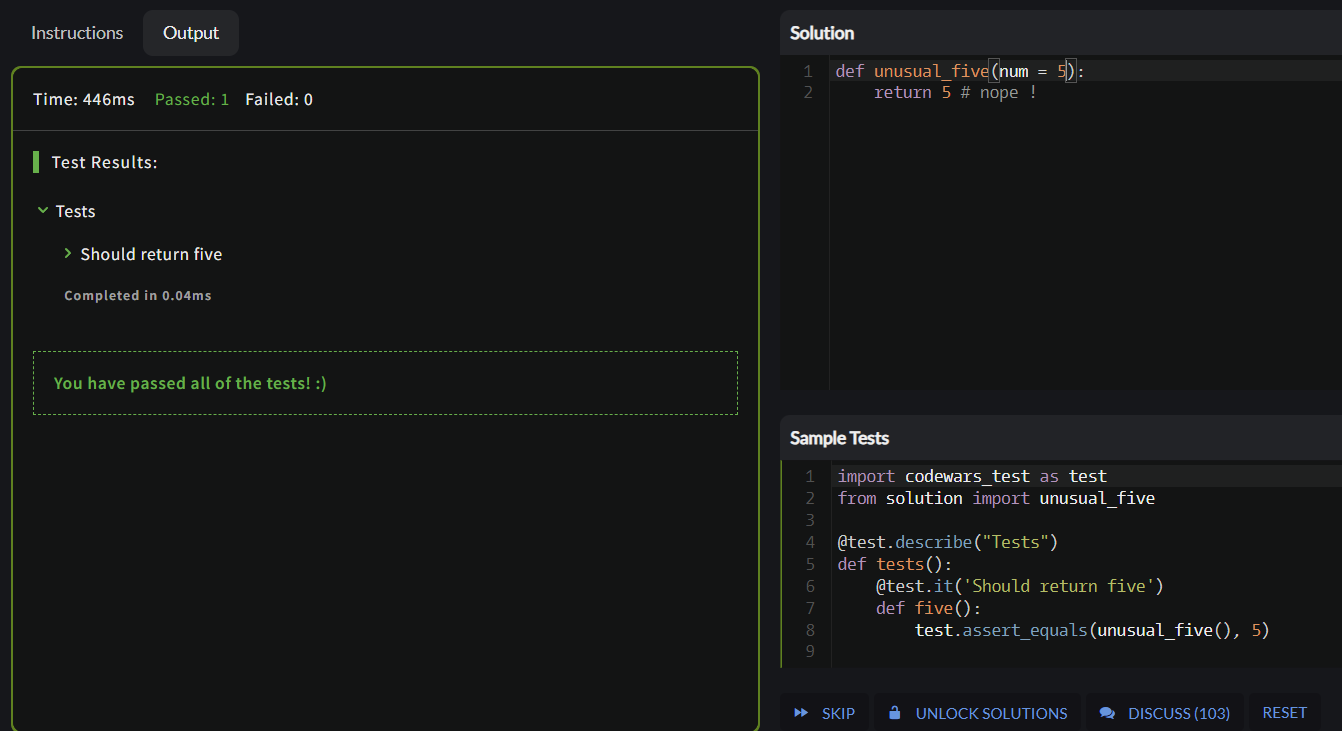 Instructions
Output
Time: 446ms Passed: 1 Failed: 0
Test Results:
Tests
Should return five
Completed in 0.04ms
You have passed all of the tests! :)
Solution
1 def unusual_five(num = 5):
2     return 5 # nope !
Sample Tests
1 import codewars_test as test
2 from solution import unusual_five
3
4 @test.describe("Tests")
5 def tests():
6     @test.it('Should return five')
7     def five():
8         test.assert_equals(unusual_five(), 5)
9
SKIP
UNLOCK SOLUTIONS
DISCUSS (103)
RESET